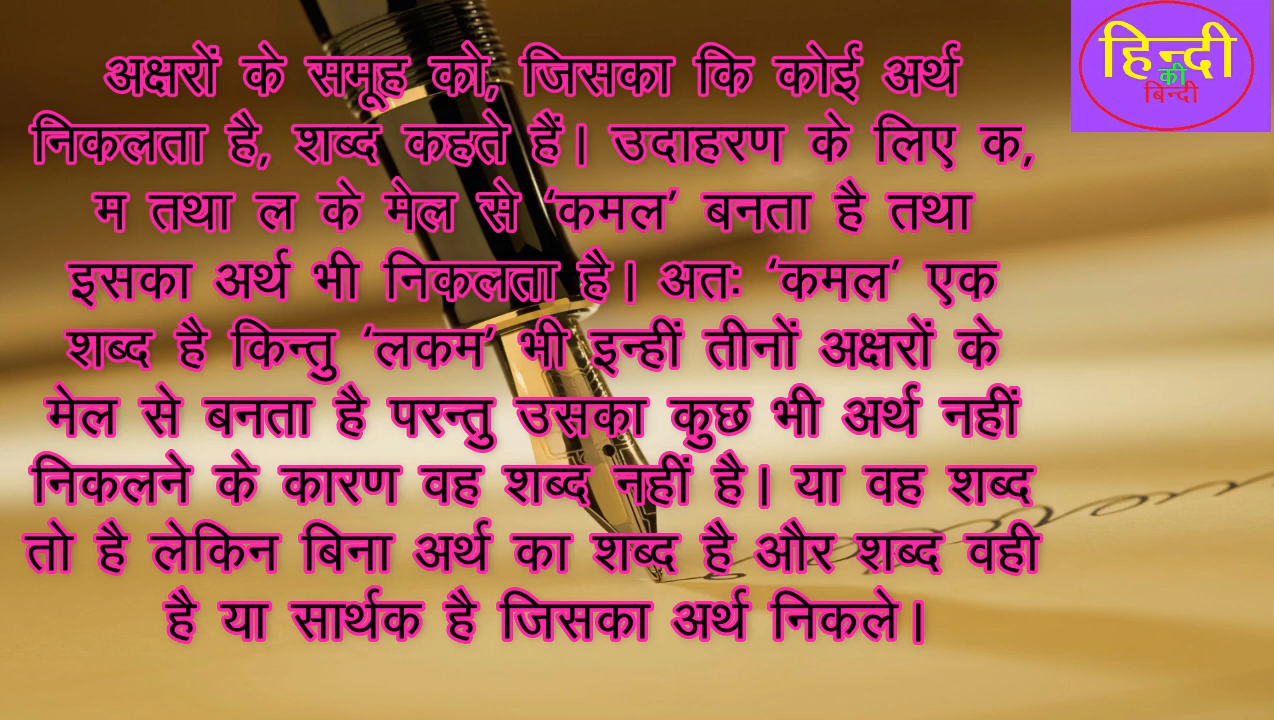 अक्षरों के समूह को, जिसका कि कोई अर्थ
निकलता है, शब्द कहते हैं। उदाहरण के लिए क,
म तथा ल के मेल से ‘कमल’ बनता है तथा
इसका अर्थ भी निकलता है। अतः ‘कमल’ एक
शब्द है किन्तु ‘लकम’ भी इन्हीं तीनों अक्षरों के
मेल से बनता है परन्तु उसका कुछ भी अर्थ नहीं
निकलने के कारण वह शब्द नहीं है। या वह शब्द
तो है लेकिन बिना अर्थ का शब्द है और शब्द वही
है या सार्थक है जिसका अर्थ निकले।
हिन्दी
की
बिन्दी